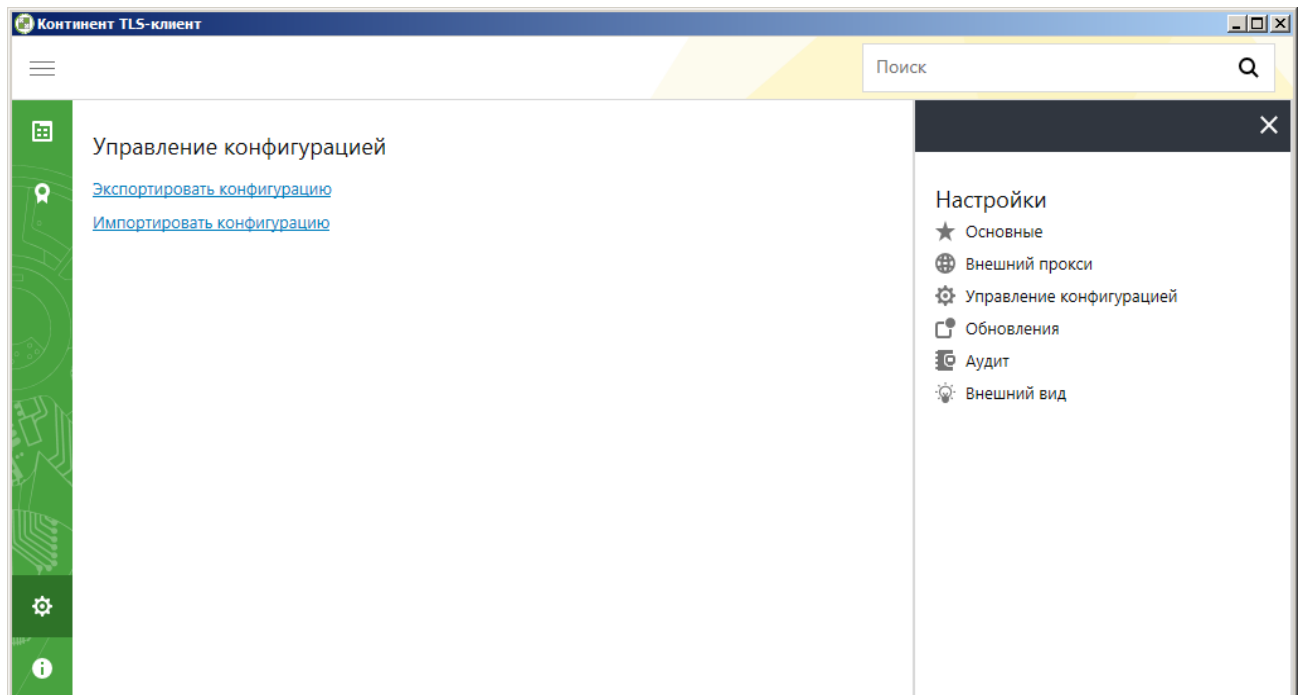 Континент TLS-клиент
Поиск
Управление конфигурацией
Экспортировать конфигурацию
Импортировать конфигурацию
Настройки
Основные
Внешний прокси
Управление конфигурацией
Обновления
Аудит
Внешний вид